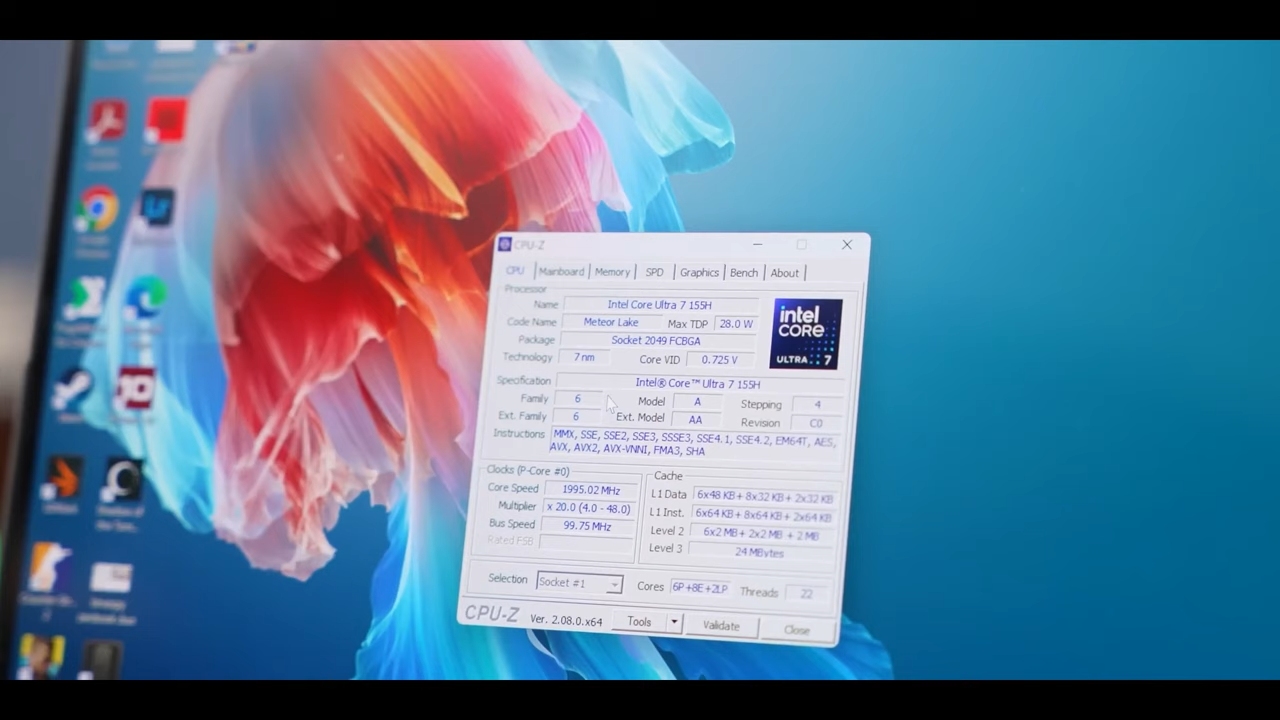 CPU-Z
CPU Mainboard Memory SPD Graphics Bench About
Processor
Name Intel Core Ultra 7 155H
Code Name Meteor Lake Max TDP 28.0 W
Package Socket 2049 FCBGA
Technology 7 nm Core VID 0.725 V
intel CORE ULTRA 7
Specification Intel® Core™ Ultra 7 155H
Family 6 Model A Stepping 4
Ext. Family 6 Ext. Model AA Revision C0
Instructions MMX, SSE, SSE2, SSE3, SSSE3, SSE4.1, SSE4.2, EM64T, AES,
AVX, AVX2, AVX-VNNI, FMA3, SHA
Clocks (P-Core #0)
Core Speed 1995.02 MHz
Multiplier x 20.0 (4.0 - 48.0)
Bus Speed 99.75 MHz
Rated FSB
Cache
L1 Data 6x48 KB + 8x32 KB + 2x32 KB
L1 Inst. 6x64 KB + 8x64 KB + 2x64 KB
Level 2 6x2 MB + 2x2 MB + 2 MB
Level 3 24 MBytes
Selection Socket #1 Cores 6P+8E+2LP Threads 22
CPU-Z Ver. 2.08.0.x64 Tools Validate Close